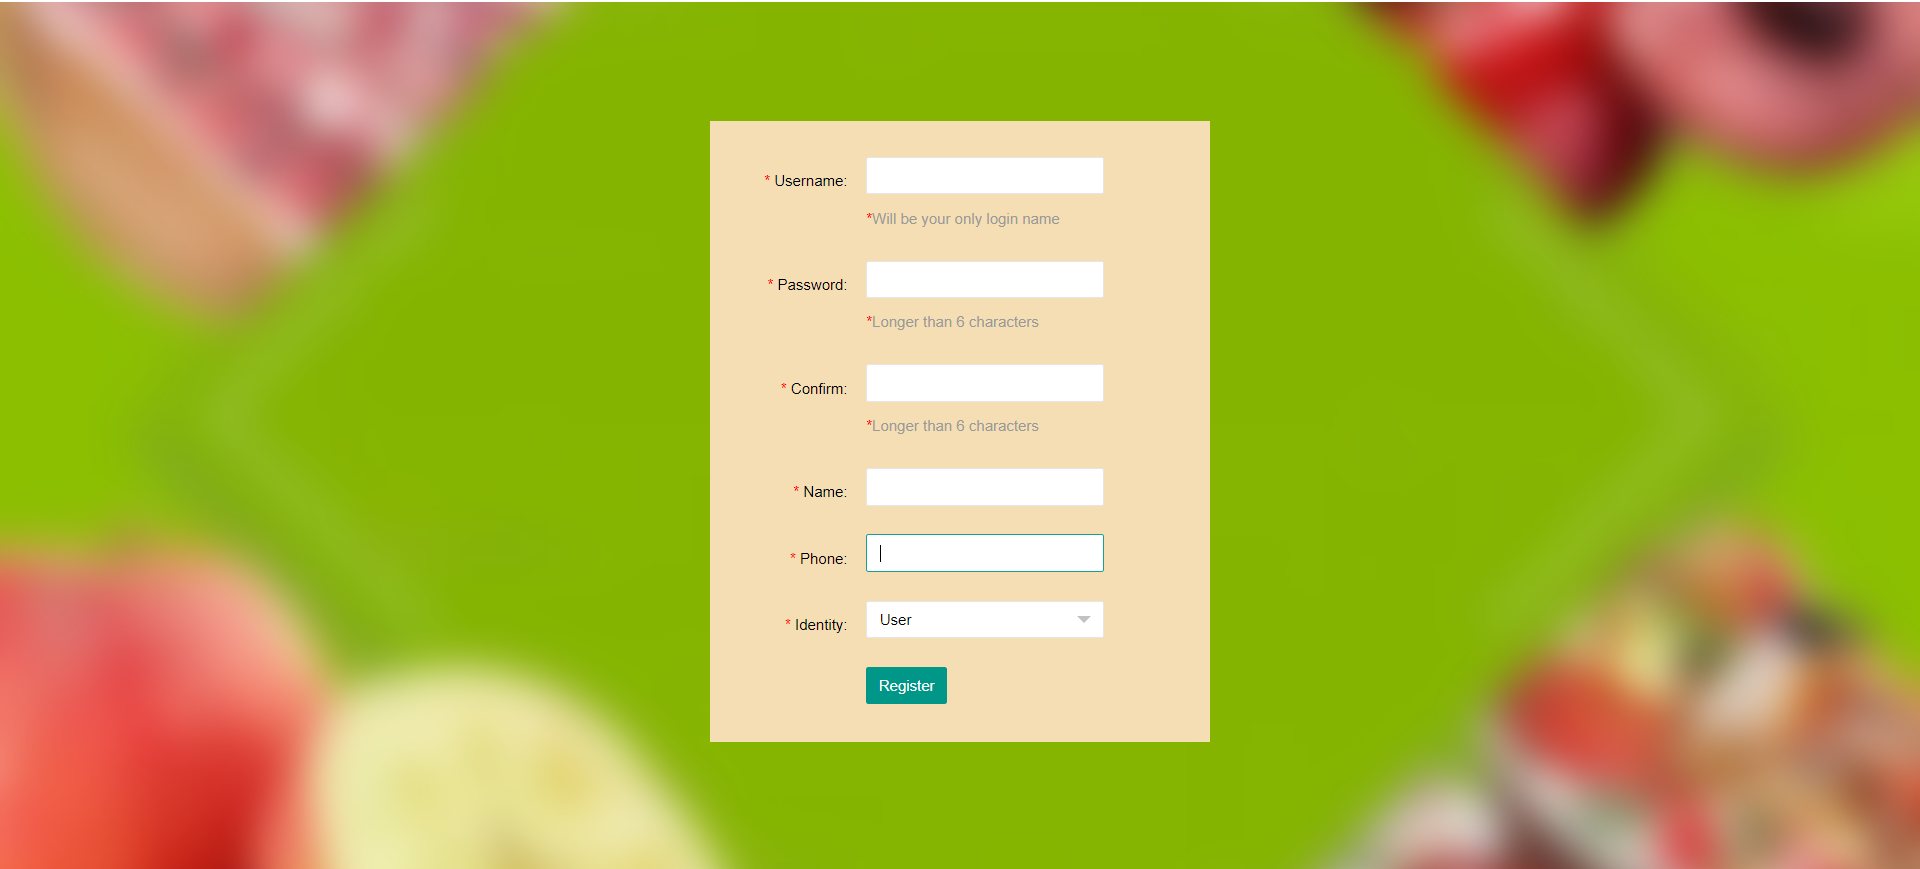 * Username:
*Will be your only login name
* Password:
*Longer than 6 characters
* Confirm:
*Longer than 6 characters
* Name:
* Phone:
* Identity: User
Register